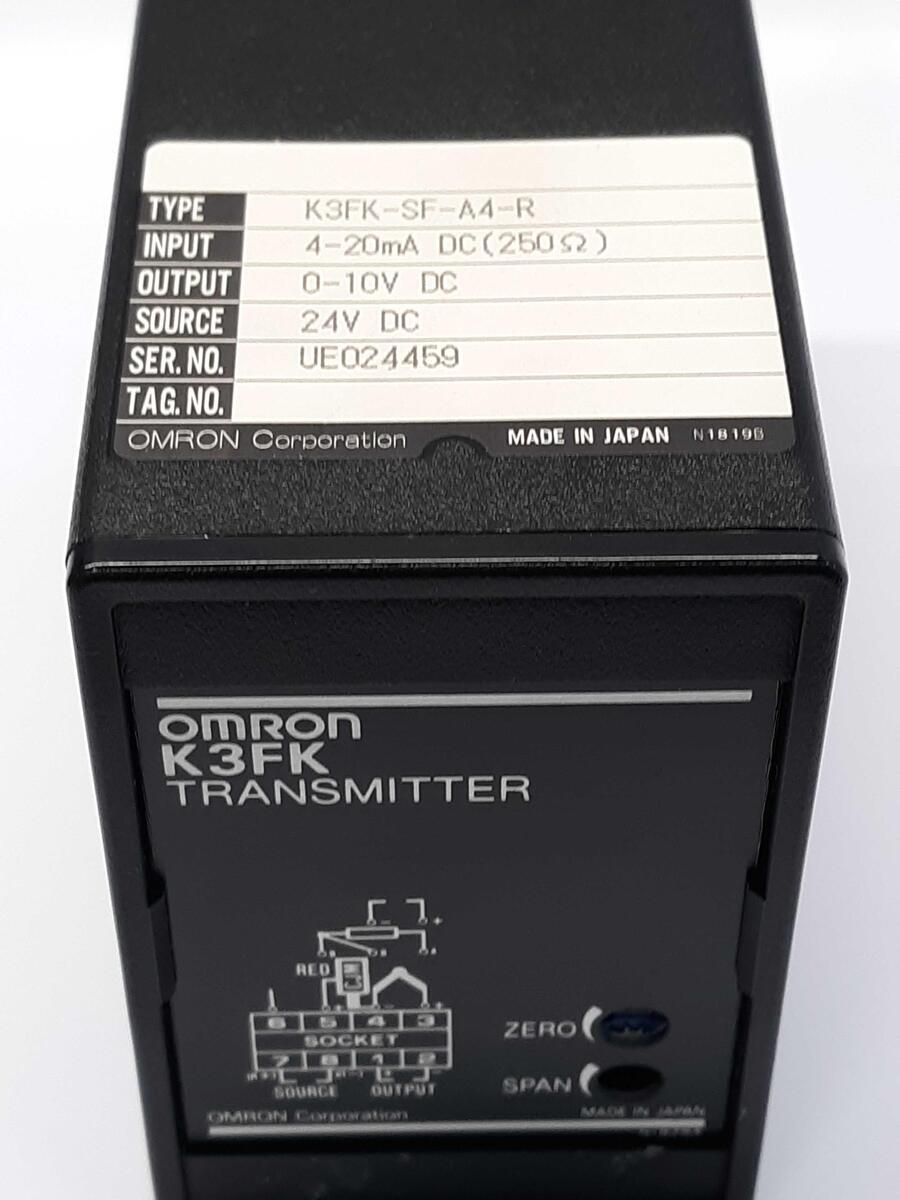 TYPE K3FK-SF-A4-R
INPUT 4-20mA DC(250Ω)
OUTPUT 0-10V DC
SOURCE 24V DC
SER. NO. UE024459
TAG. NO.
OMRON Corporation MADE IN JAPAN N1819B
OMRON
K3FK
TRANSMITTER
- +
B B A
RED CJM
- +
6 5 4 3
SOCKET
7 8 1 2
+ -
SOURCE OUTPUT
ZERO
SPAN
OMRON Corporation MADE IN JAPAN